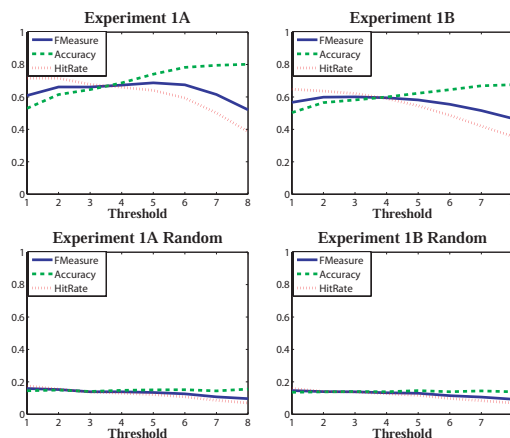 Experiment 1A
1
0.8
0.6
0.4
0.2
0
FMeasure
Accuracy
HitRate
1 2 3 4 5 6 7 8
Threshold
Experiment 1B
1
0.8
0.6
0.4
0.2
0
FMeasure
Accuracy
HitRate
1 2 3 4 5 6 7
Threshold
Experiment 1A Random
1
0.8
0.6
0.4
0.2
0
FMeasure
Accuracy
HitRate
1 2 3 4 5 6 7 8
Threshold
Experiment 1B Random
1
0.8
0.6
0.4
0.2
0
FMeasure
Accuracy
HitRate
1 2 3 4 5 6 7
Threshold